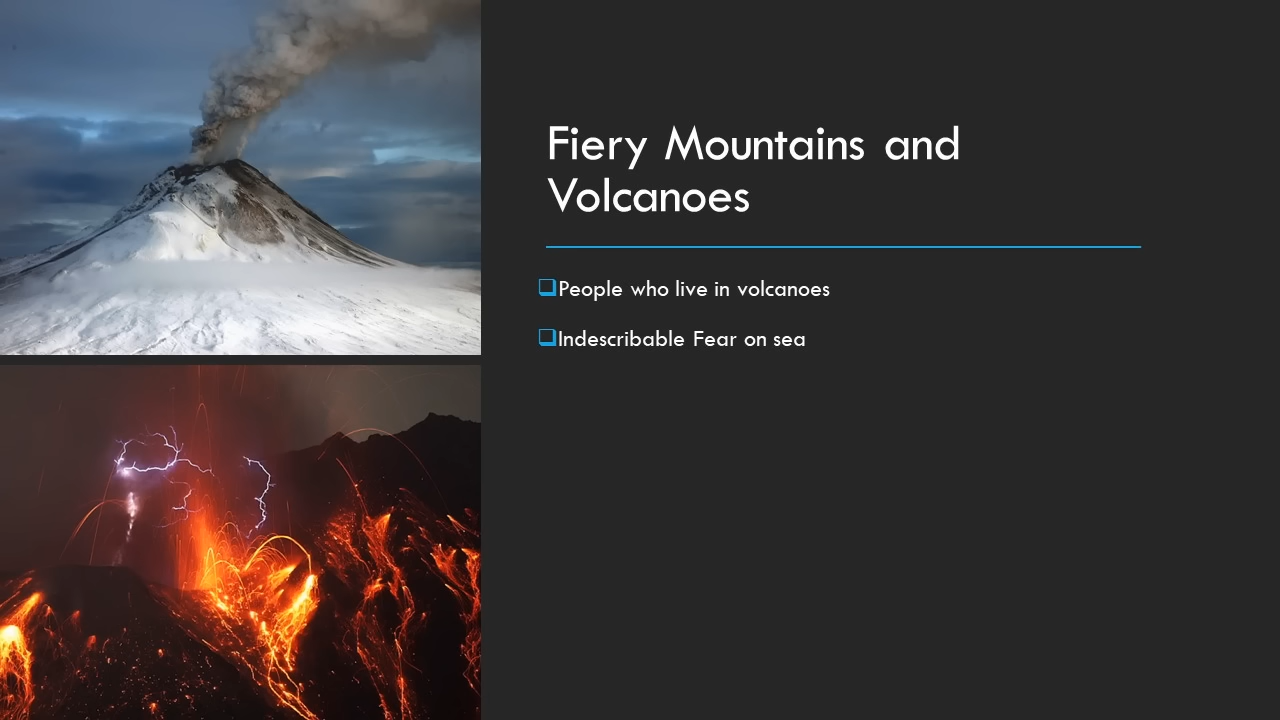 Fiery Mountains and
Volcanoes
People who live in volcanoes
Indescribable Fear on sea